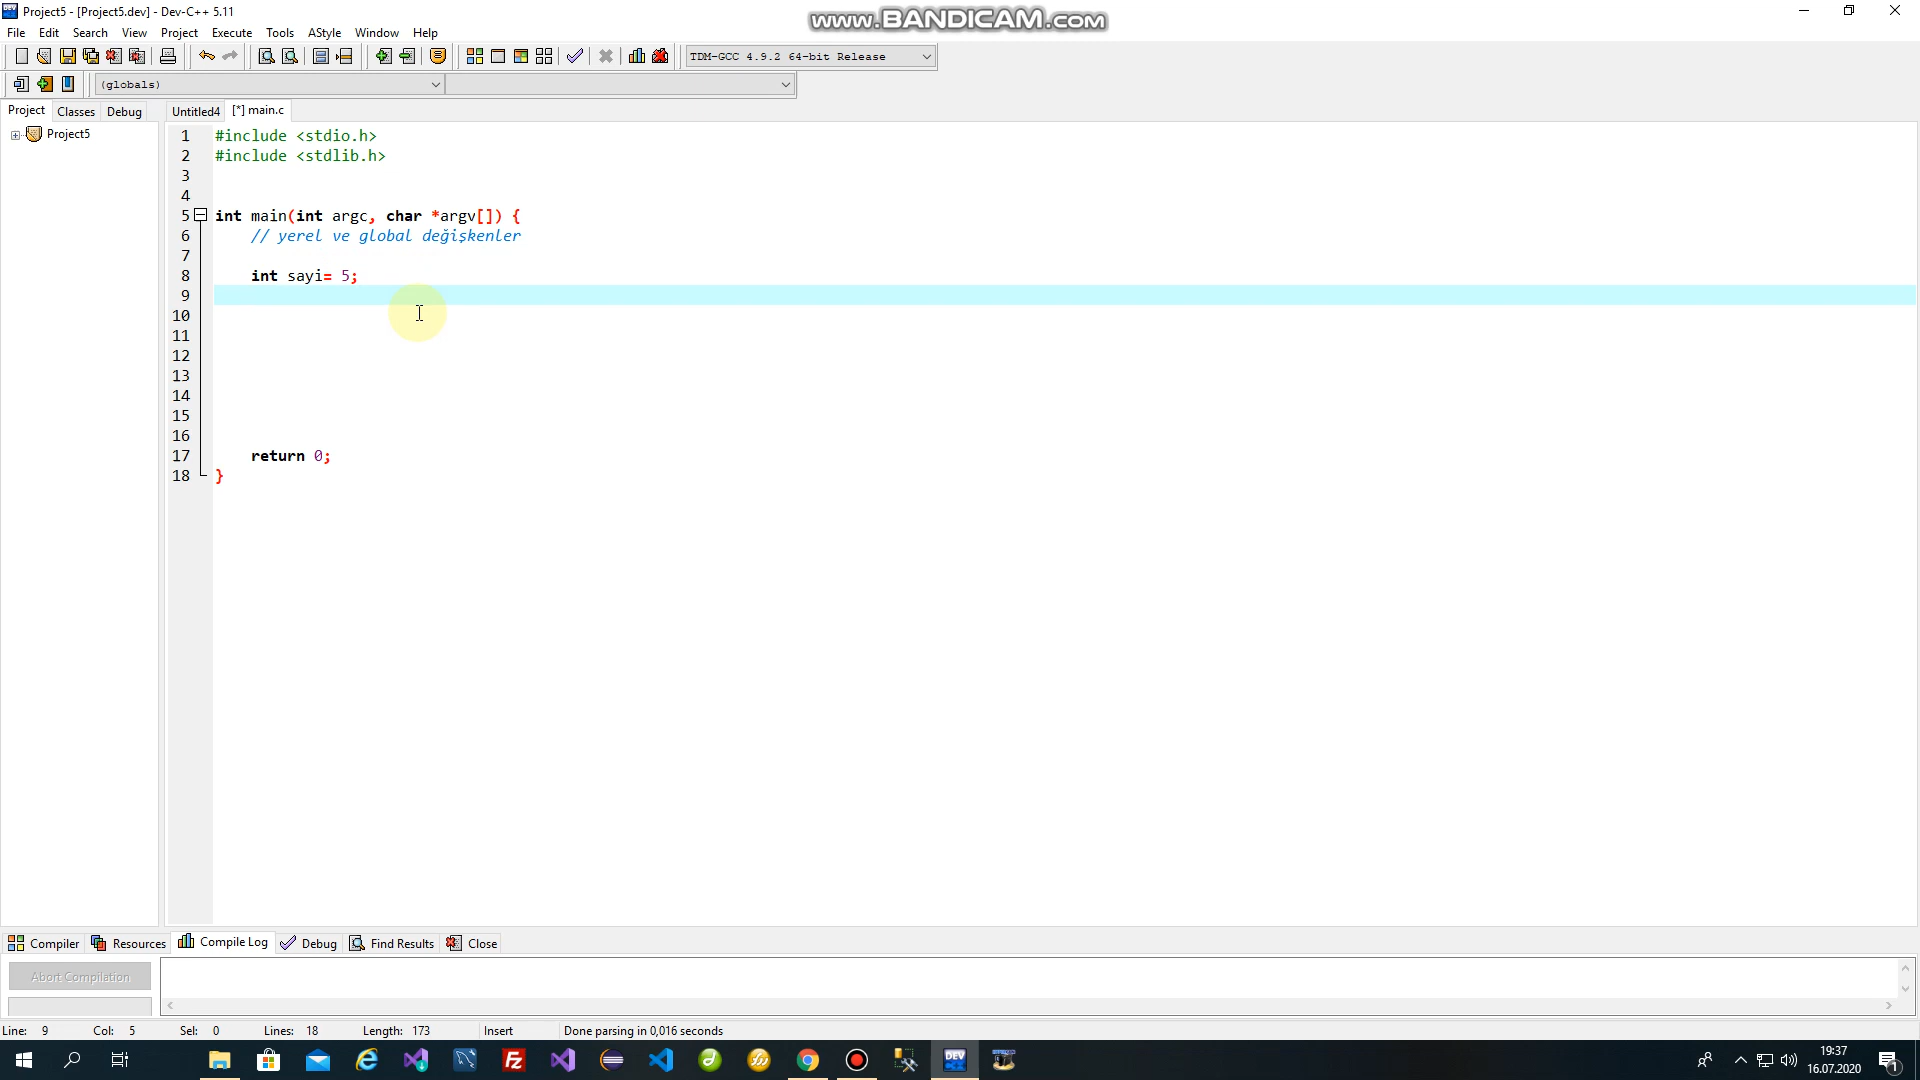 Project5 - [Project5.dev] - Dev-C++ 5.11
www.BANDICAM.com
File Edit Search View Project Execute Tools AStyle Window Help
TDM-GCC 4.9.2 64-bit Release
(globals)
Project Classes Debug
Untitled4 [*] main.c
Project5
1 #include <stdio.h>
2 #include <stdlib.h>
3
4
5 int main(int argc, char *argv[]) {
6 // yerel ve global değişkenler
7
8 int sayi= 5;
9
10
11
12
13
14
15
16
17 return 0;
18 }
Compiler Resources Compile Log Debug Find Results Close
Abort Compilation
Line: 9 Col: 5 Sel: 0 Lines: 18 Length: 173 Insert Done parsing in 0,016 seconds
DEV
19:37
16.07.2020
1